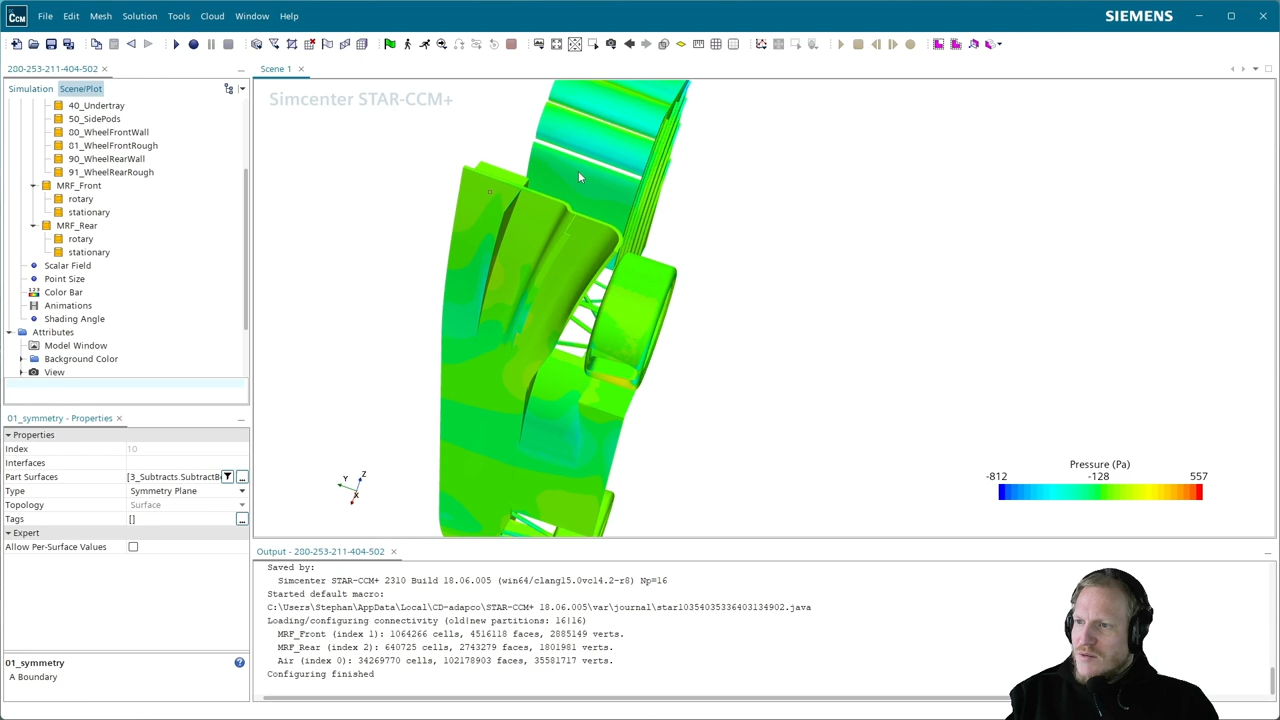 CCM
File Edit Mesh Solution Tools Cloud Window Help
SIEMENS
280-253-211-404-502
Simulation Scene/Plot
40_Undertray
50_SidePods
80_WheelFrontWall
81_WheelFrontRough
90_WheelRearWall
91_WheelRearRough
MRF_Front
rotary
stationary
MRF_Rear
rotary
stationary
Scalar Field
Point Size
Color Bar
Animations
Shading Angle
Attributes
Model Window
Background Color
View
01_symmetry - Properties
Properties
Index 10
Interfaces
Part Surfaces [3_Subtracts.SubtractB
Type Symmetry Plane
Topology Surface
Tags []
Expert
Allow Per-Surface Values
01_symmetry
A Boundary
Scene 1
Simcenter STAR-CCM+
Z
Y
X
Pressure (Pa)
-812 -128 557
Output - 280-253-211-404-502
Saved by:
Simcenter STAR-CCM+ 2310 Build 18.06.005 (win64/clang15.0vc14.2-r8) Np=16
Started default macro:
C:\Users\Stephan\AppData\Local\CD-adapco\STAR-CCM+ 18.06.005\var\journal\star10354035336403134902.java
Loading/configuring connectivity (old|new partitions: 16|16)
MRF_Front (index 1): 1064266 cells, 4516118 faces, 2885149 verts.
MRF_Rear (index 2): 640725 cells, 2743279 faces, 1801981 verts.
Air (index 0): 34269770 cells, 102178903 faces, 35581717 verts.
Configuring finished